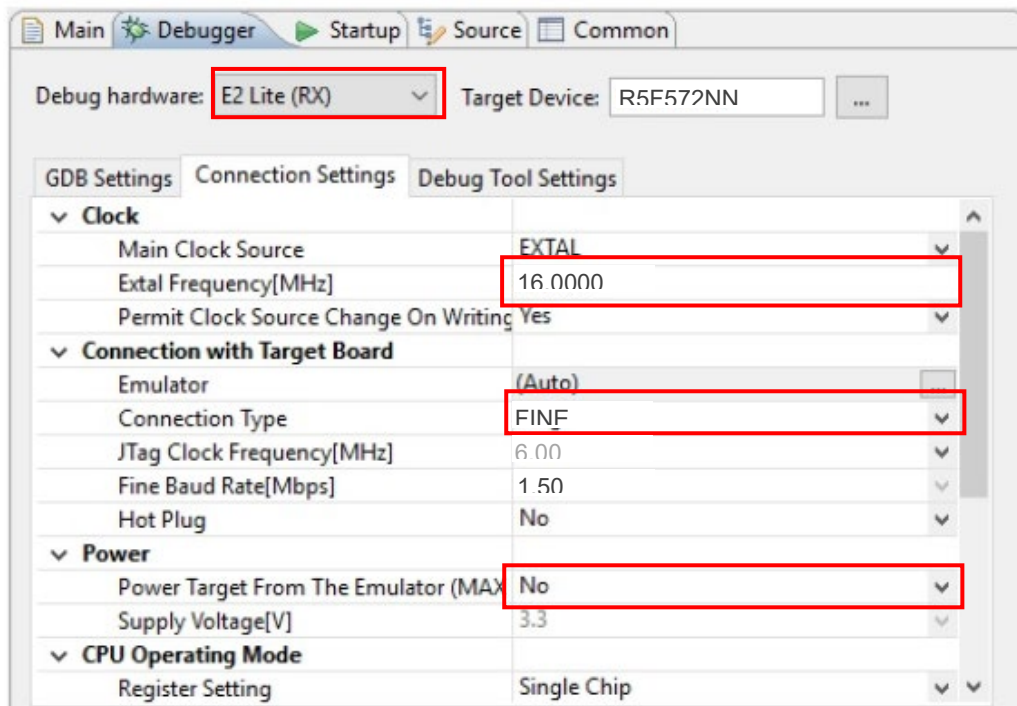 Main Debugger Startup Source Common
Debug hardware: E2 Lite (RX) Target Device: R5F572NN ...
GDB Settings Connection Settings Debug Tool Settings
Clock
Main Clock Source EXTAL
Extal Frequency[MHz] 16.0000
Permit Clock Source Change On Writing Yes
Connection with Target Board
Emulator (Auto) ...
Connection Type FINE
JTag Clock Frequency[MHz] 6.00
Fine Baud Rate[Mbps] 1.50
Hot Plug No
Power
Power Target From The Emulator (MAX No
Supply Voltage[V] 3.3
CPU Operating Mode
Register Setting Single Chip